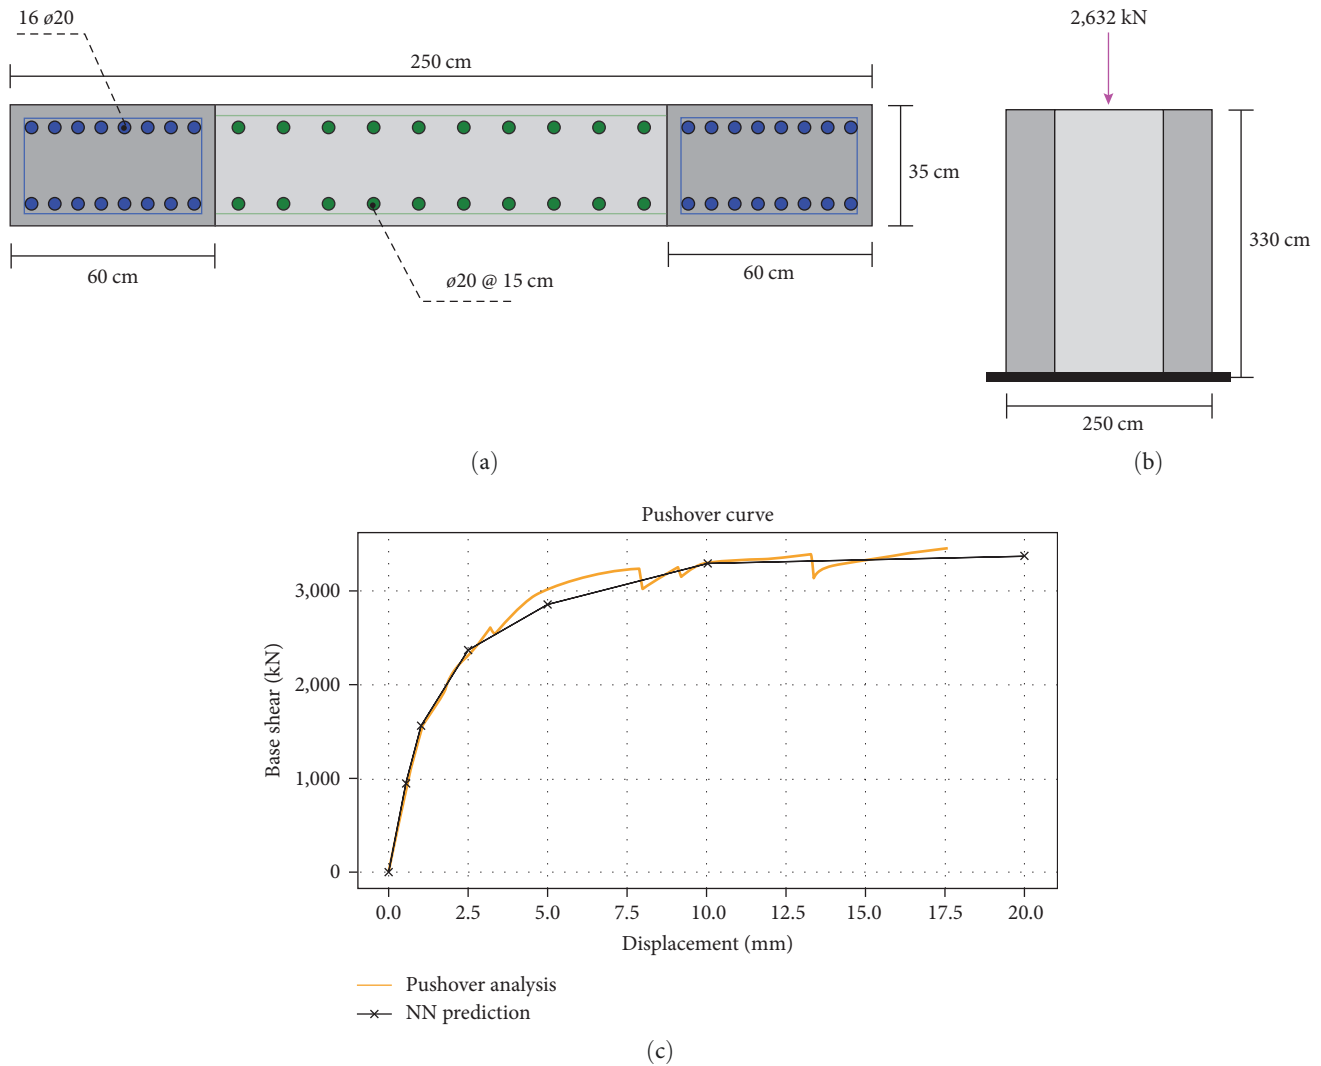 16 ø20
250 cm
35 cm
60 cm
60 cm
ø20 @ 15 cm
(a)
2,632 kN
330 cm
250 cm
(b)
Pushover curve
Base shear (kN)
3,000
2,000
1,000
0
0.0 2.5 5.0 7.5 10.0 12.5 15.0 17.5 20.0
Displacement (mm)
Pushover analysis
NN prediction
(c)